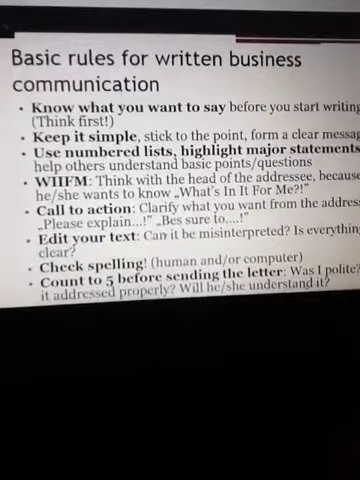 Basic rules for written business
communication
• Know what you want to say before you start writing
(Think first!)
• Keep it simple, stick to the point, form a clear messag
• Use numbered lists, highlight major statements
help others understand basic points/questions
• WIIFM: Think with the head of the addressee, because
he/she wants to know „What's In It For Me?!"
• Call to action: Clarify what you want from the addres
„Please explain...!" „Bes sure to....!"
• Edit your text: Can it be misinterpreted? Is everything
clear?
• Check spelling! (human and/or computer)
• Count to 5 before sending the letter: Was I polite?
it addressed properly? Will he/she understand it?